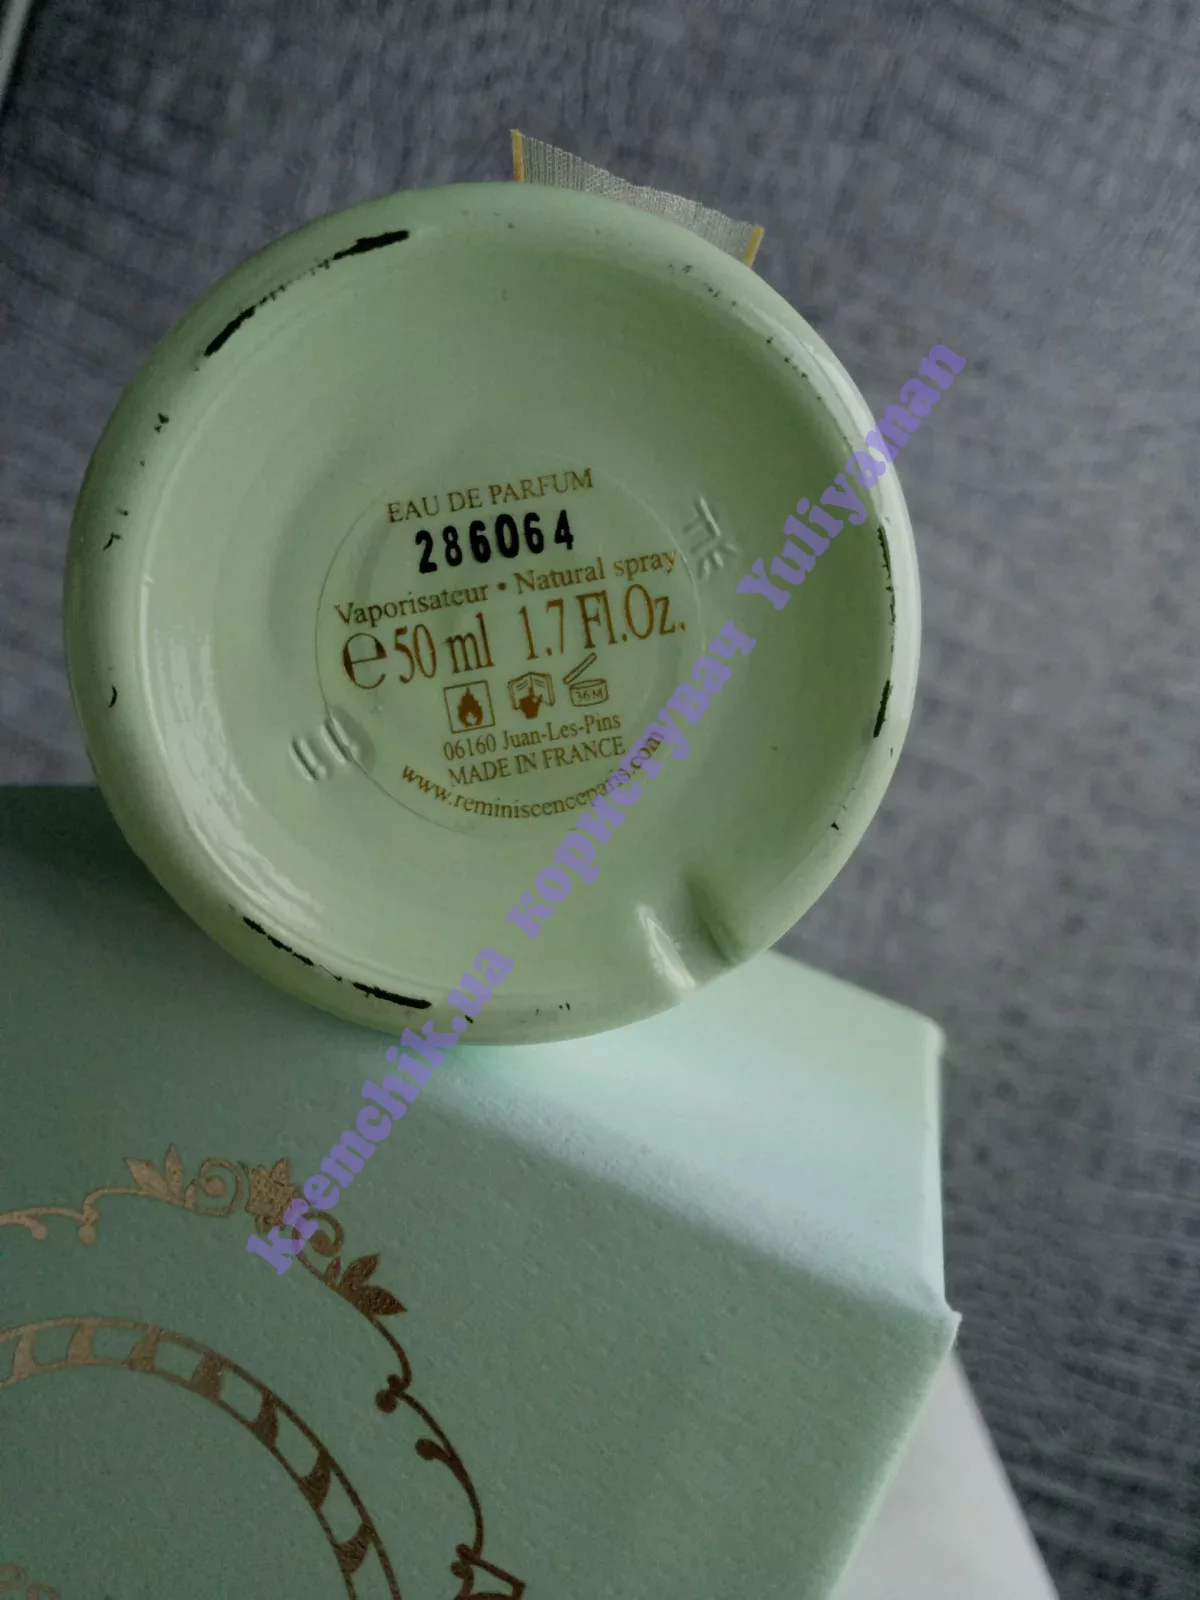 EAU DE PARFUM
286064
Vaporisateur • Natural spray
℮ 50 ml 1.7 Fl.Oz.
36M
06160 Juan-Les-Pins
MADE IN FRANCE
www.reminiscenceparis.com
kremchik.ua користувач Yuliyaman